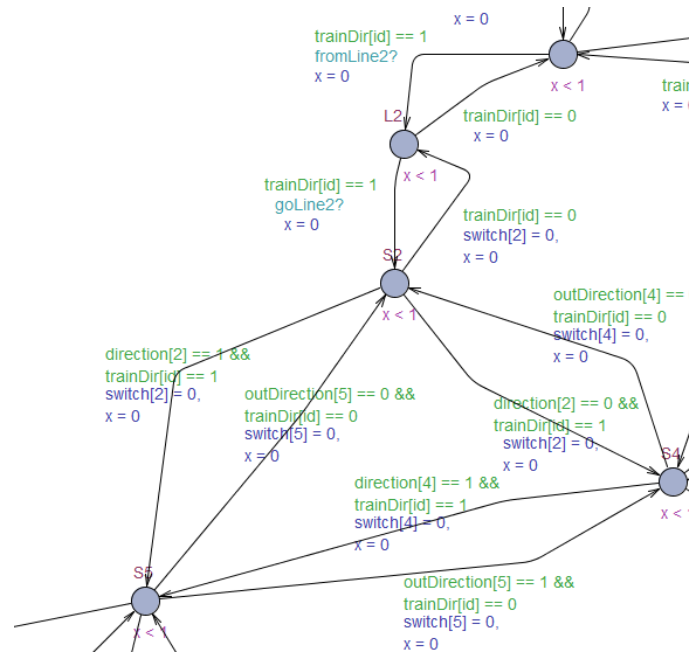 x = 0
trainDir[id] == 1
fromLine2?
x = 0
x < 1
L2
trainDir[id] == 0
x = 0
x = 0
x < 1
trainDir[id] == 1
goLine2?
x = 0
trainDir[id] == 0
switch[2] = 0,
x = 0
S2
x < 1
outDirection[4] ==
trainDir[id] == 0
switch[4] = 0,
x = 0
direction[2] == 1 &&
trainDir[id] == 1
switch[2] = 0,
x = 0
outDirection[5] == 0 &&
trainDir[id] == 0
switch[5] = 0,
x = 0
direction[2] == 0 &&
trainDir[id] == 1
switch[2] = 0,
x = 0
S4
x < 1
direction[4] == 1 &&
trainDir[id] == 1
switch[4] = 0,
x = 0
S5
x < 1
outDirection[5] == 1 &&
trainDir[id] == 0
switch[5] = 0,
x = 0